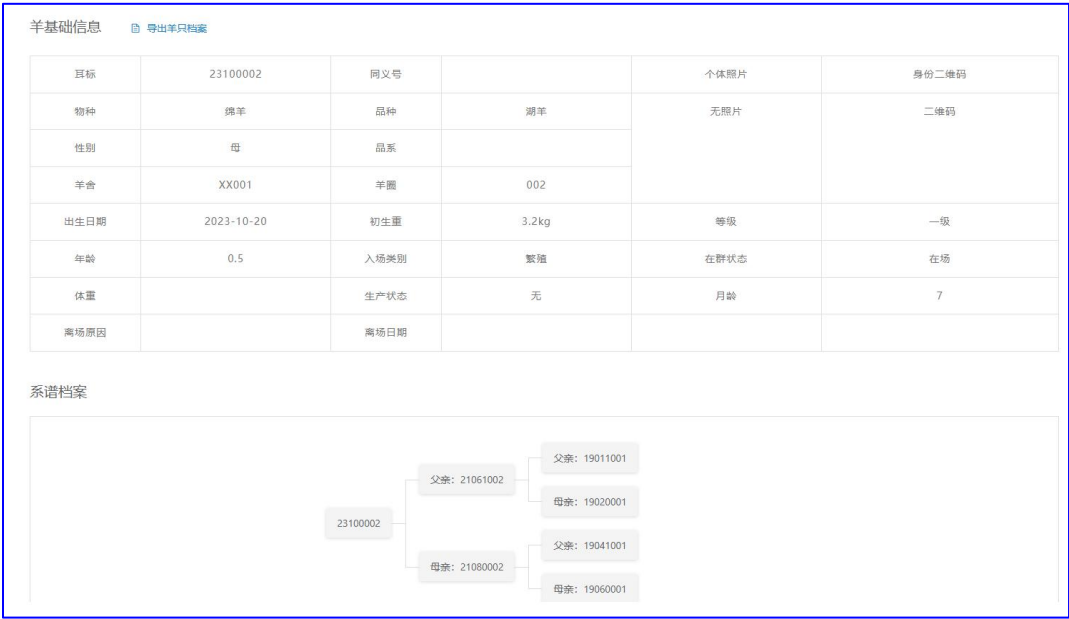 羊基础信息 导出羊只档案
耳标 23100002 同义号 个体照片 身份二维码
物种 绵羊 品种 湖羊 无照片 二维码
性别 母 品系
羊舍 XX001 羊圈 002
出生日期 2023-10-20 初生重 3.2kg 等级 一级
年龄 0.5 入场类别 繁殖 在群状态 在场
体重 生产状态 无 月龄 7
离场原因 离场日期
系谱档案
父亲：19011001
父亲：21061002
母亲：19020001
23100002
父亲：19041001
母亲：21080002
母亲：19060001